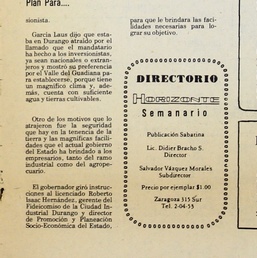 Plan Para....
sionista.
García Laus dijo que esta-
ba en Durango atraído por el
llamado que el mandatario
ha hecho a los inversionistas,
ya sean nacionales o extran-
jeros y mostró su preferencia
por el Valle del Guadiana pa-
ra establecerse, porque tiene
un magnífico clima y, ade-
más, cuenta con suficiente
agua y tierras cultivables.
Otro de los motivos que lo
atrajeron fue la seguridad
que hay en la tenencia de la
tierra y las magníficas facili-
dades que el actual gobierno
del Estado ha brindado a los
empresarios, tanto del ramo
industrial como del agrope-
cuario.
El gobernador giró instruc-
ciones al licenciado Roberto
Isaac Hernández, gerente del
Fideicomiso de la Ciudad In-
dustrial Durango y director
de Promoción y Planeación
Socio-Económica del Estado,
para que le brindara las faci-
lidades necesarias para lo-
grar su objetivo.
DIRECTORIO
HORIZONTE
Semanario
Publicación Sabatina
Lic. Didier Bracho S.
Director
Salvador Vázquez Morales
Subdirector
Precio por ejemplar $1.00
Zaragoza 315 Sur
Tel. 2-04-13